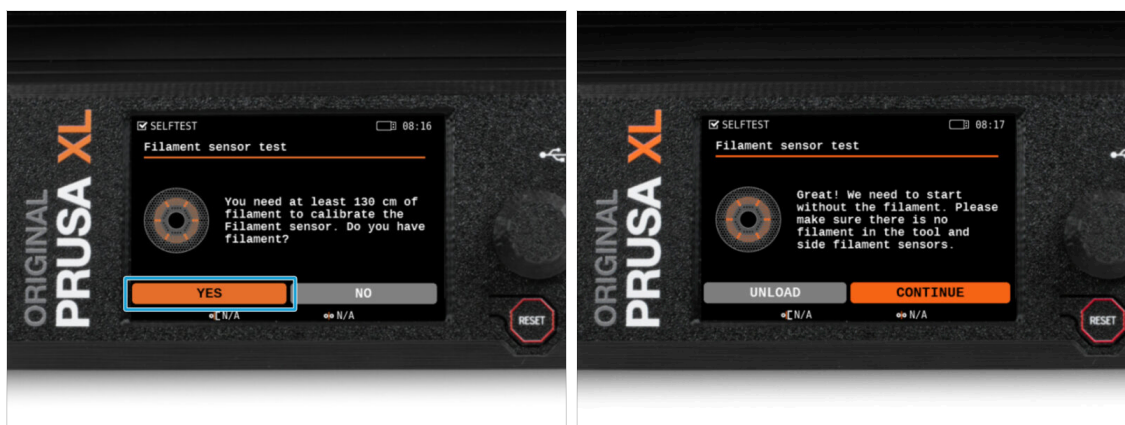 ORIGINAL
PRUSA XL
SELFTEST
08:16
Filament sensor test
You need at least 130 cm of
filament to calibrate the
Filament sensor. Do you have
filament?
YES
NO
N/A
N/A
RESET
ORIGINAL
PRUSA XL
SELFTEST
08:17
Filament sensor test
Great! We need to start
without the filament. Please
make sure there is no
filament in the tool and
side filament sensors.
UNLOAD
CONTINUE
N/A
N/A
RESET